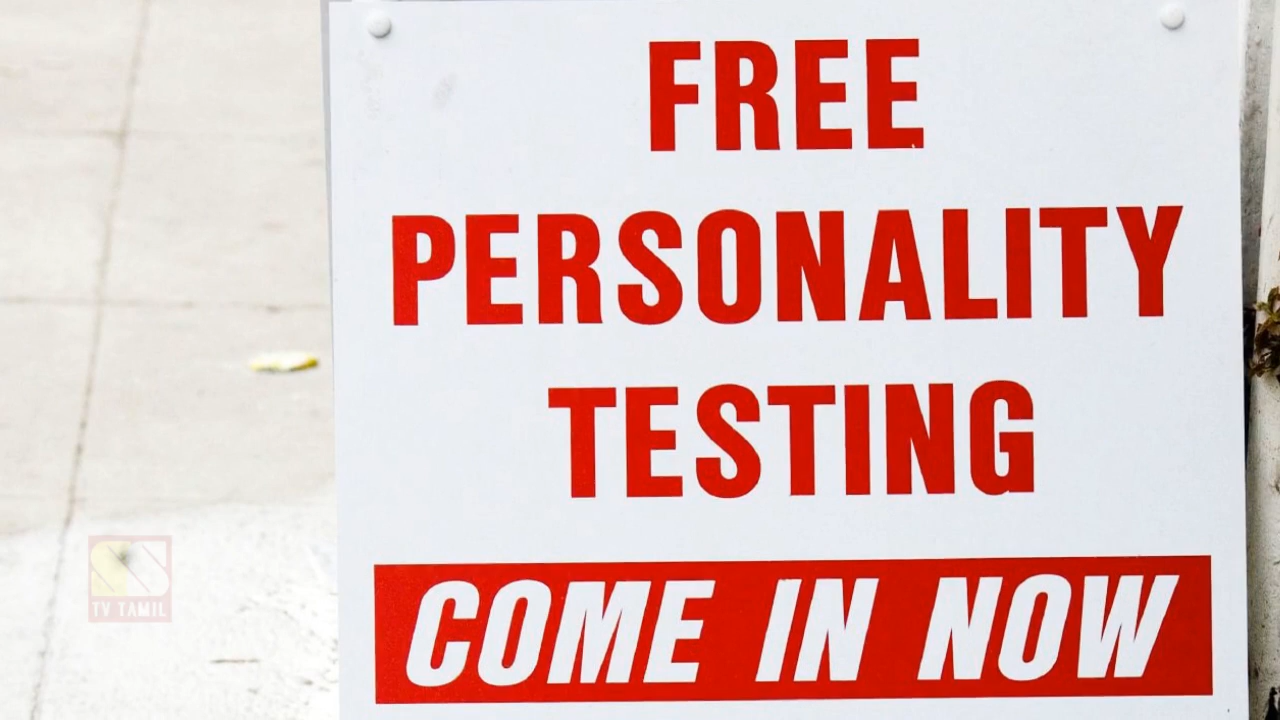 FREE
PERSONALITY
TESTING
COME IN NOW
TV TAMIL